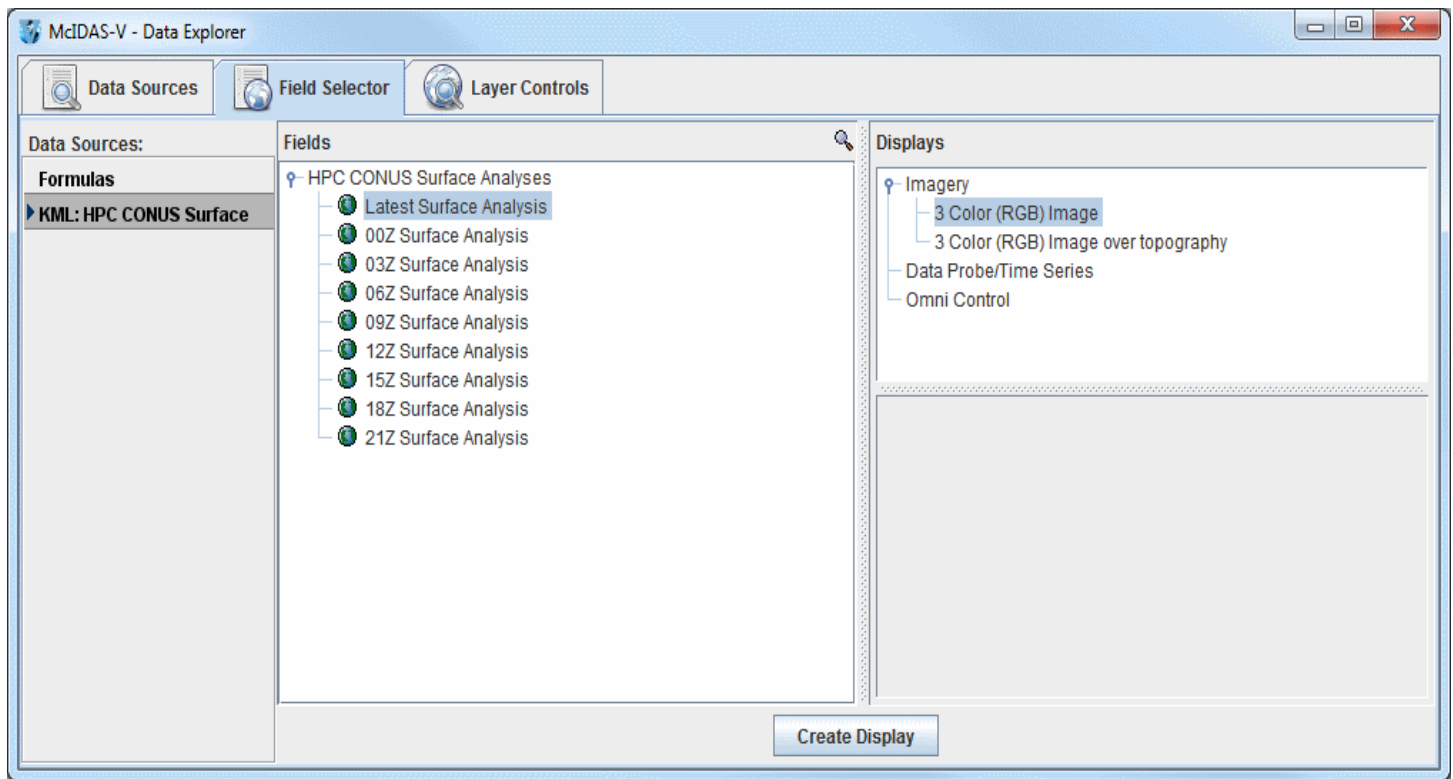 McIDAS-V - Data Explorer
Data Sources
Field Selector
Layer Controls
Data Sources:
Formulas
KML: HPC CONUS Surface
Fields
HPC CONUS Surface Analyses
Latest Surface Analysis
00Z Surface Analysis
03Z Surface Analysis
06Z Surface Analysis
09Z Surface Analysis
12Z Surface Analysis
15Z Surface Analysis
18Z Surface Analysis
21Z Surface Analysis
Displays
Imagery
3 Color (RGB) Image
3 Color (RGB) Image over topography
Data Probe/Time Series
Omni Control
Create Display